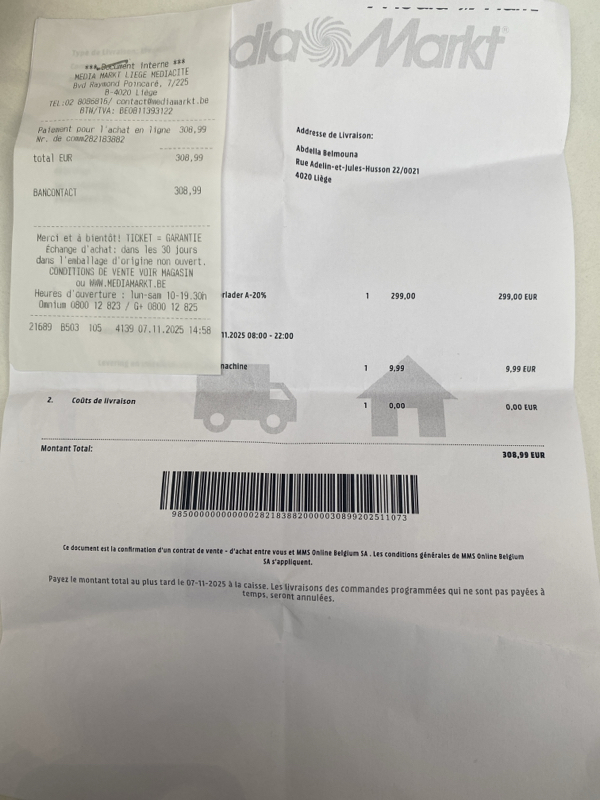 dia Markt
*** Document Interne ***
MEDIA MARKT LIEGE MEDIACITE
Bvd Raymond Poincaré, 7/225
B-4020 Liège
TEL:02 8086816/ contact@mediamarkt.be
BTW/TVA: BE0811393122
Paiement pour l'achat en ligne 308,99
Nr. de comm282183882
total EUR 308,99
BANCONTACT 308,99
Merci et à bientôt! TICKET = GARANTIE
Échange d'achat: dans les 30 jours
dans l'emballage d'origine non ouvert.
CONDITIONS DE VENTE VOIR MAGASIN
ou WWW.MEDIAMARKT.BE
Heures d'ouverture : lun-sam 10-19.30h
Omnium 0800 12 823 / G+ 0800 12 825
21689 B503 105 4139 07.11.2025 14:58
Addresse de Livraison:
Abdella Belmouna
Rue Adelin-et-Jules-Husson 22/0021
4020 Liège
rlader A-20% 1 299,00 299,00 EUR
11.2025 08:00 - 22:00
machine 1 9,99 9,99 EUR
2. Coûts de livraison 1 0,00 0,00 EUR
Montant Total: 308,99 EUR
Ce document est la confirmation d'un contrat de vente - d'achat entre vous et MMS Online Belgium SA . Les conditions générales de MMS Online Belgium
SA s'appliquent.
Payez le montant total au plus tard le 07-11-2025 à la caisse. Les livraisons des commandes programmées qui ne sont pas payées à
temps, seront annulées.